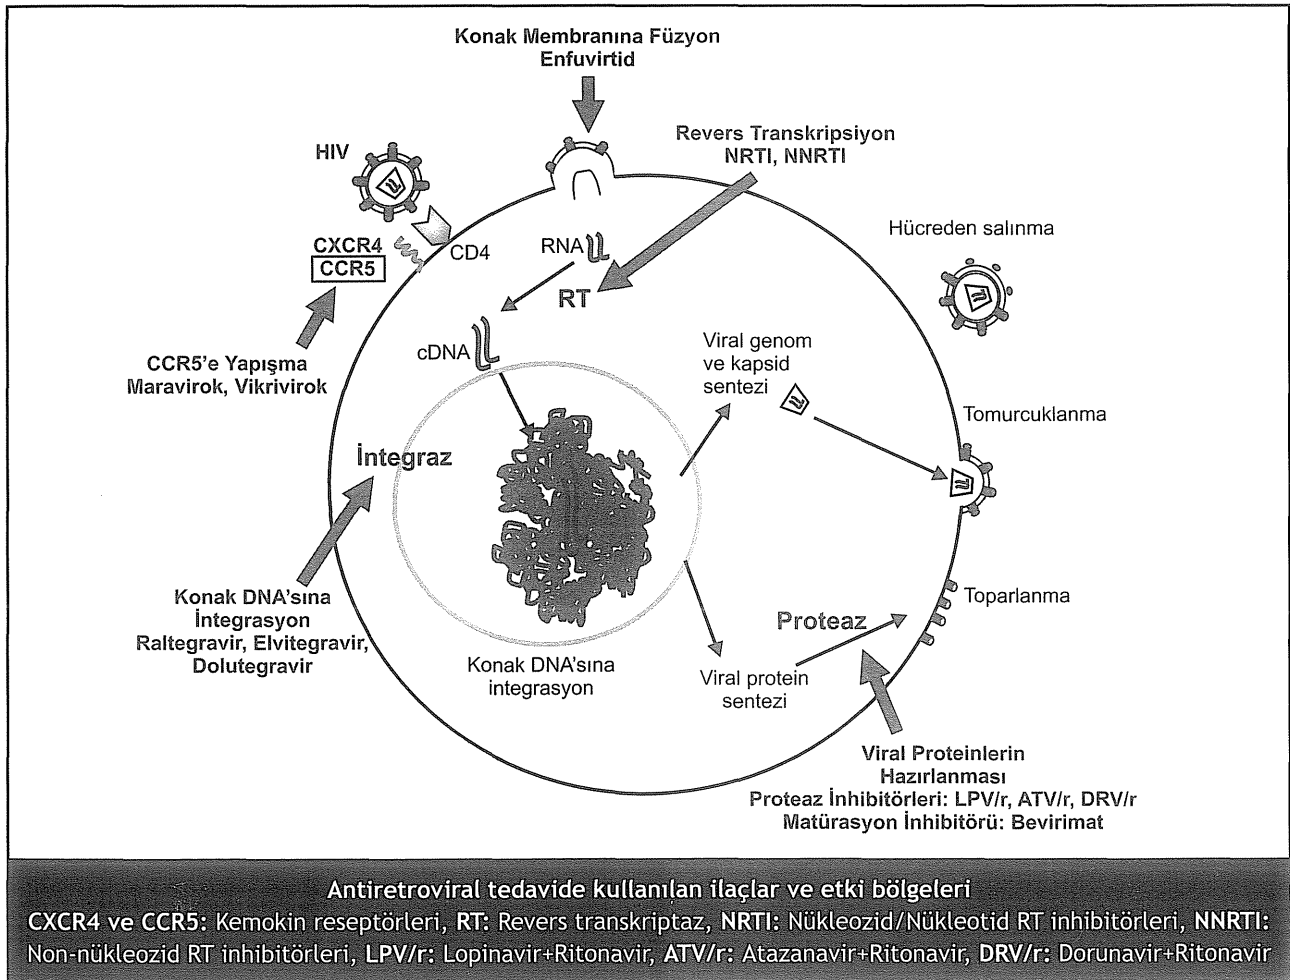 Konak Membranına Füzyon
Enfuvirtid
Revers Transkripsiyon
NRTI, NNRTI
HIV
CXCR4
CCR5
CD4
RNA
RT
Hücreden salınma
CCR5'e Yapışma
Maravirok, Vikrivirok
cDNA
Viral genom
ve kapsid
sentezi
Tomurcuklanma
İntegraz
Konak DNA'sına
İntegrasyon
Raltegravir, Elvitegravir,
Dolutegravir
Konak DNA'sına
integrasyon
Proteaz
Toparlanma
Viral protein
sentezi
Viral Proteinlerin
Hazırlanması
Proteaz İnhibitörleri: LPV/r, ATV/r, DRV/r
Matürasyon İnhibitörü: Bevirimat
Antiretroviral tedavide kullanılan ilaçlar ve etki bölgeleri
CXCR4 ve CCR5: Kemokin reseptörleri, RT: Revers transkriptaz, NRTI: Nükleozid/Nükleotid RT inhibitörleri, NNRTI:
Non-nükleozid RT inhibitörleri, LPV/r: Lopinavir+Ritonavir, ATV/r: Atazanavir+Ritonavir, DRV/r: Dorunavir+Ritonavir